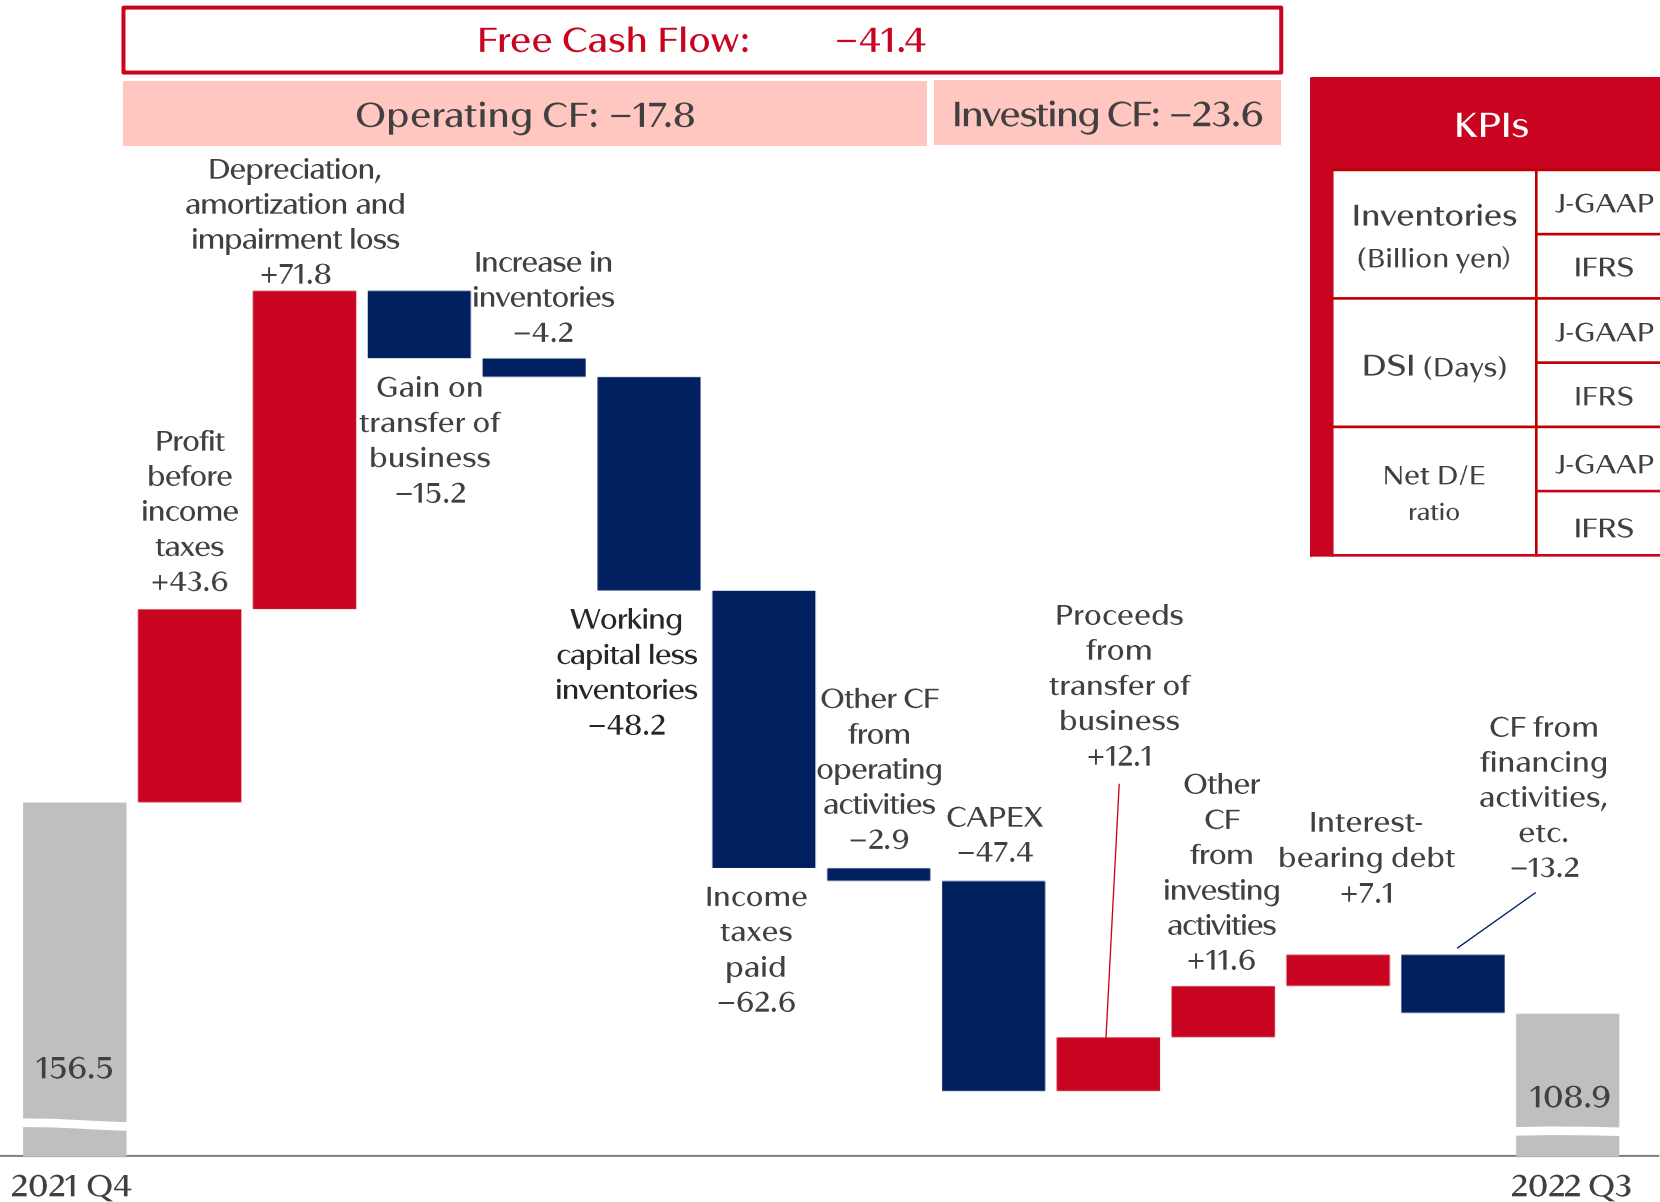 Free Cash Flow: −41.4
Operating CF: −17.8
Investing CF: −23.6
Depreciation,
amortization and
impairment loss
+71.8
Increase in
inventories
−4.2
Gain on
transfer of
business
−15.2
Profit
before
income
taxes
+43.6
Working
capital less
inventories
−48.2
Other CF
from
operating
activities
−2.9
Income
taxes
paid
−62.6
CAPEX
−47.4
Proceeds
from
transfer of
business
+12.1
Other
CF
from
investing
activities
+11.6
Interest-
bearing debt
+7.1
CF from
financing
activities,
etc.
−13.2
156.5
108.9
2021 Q4
2022 Q3
KPIs
Inventories
(Billion yen)
J-GAAP
IFRS
DSI (Days)
J-GAAP
IFRS
Net D/E
ratio
J-GAAP
IFRS